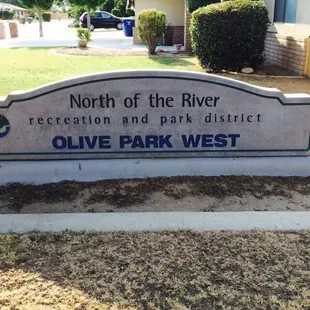 North of the River
recreation and park district
OLIVE PARK WEST